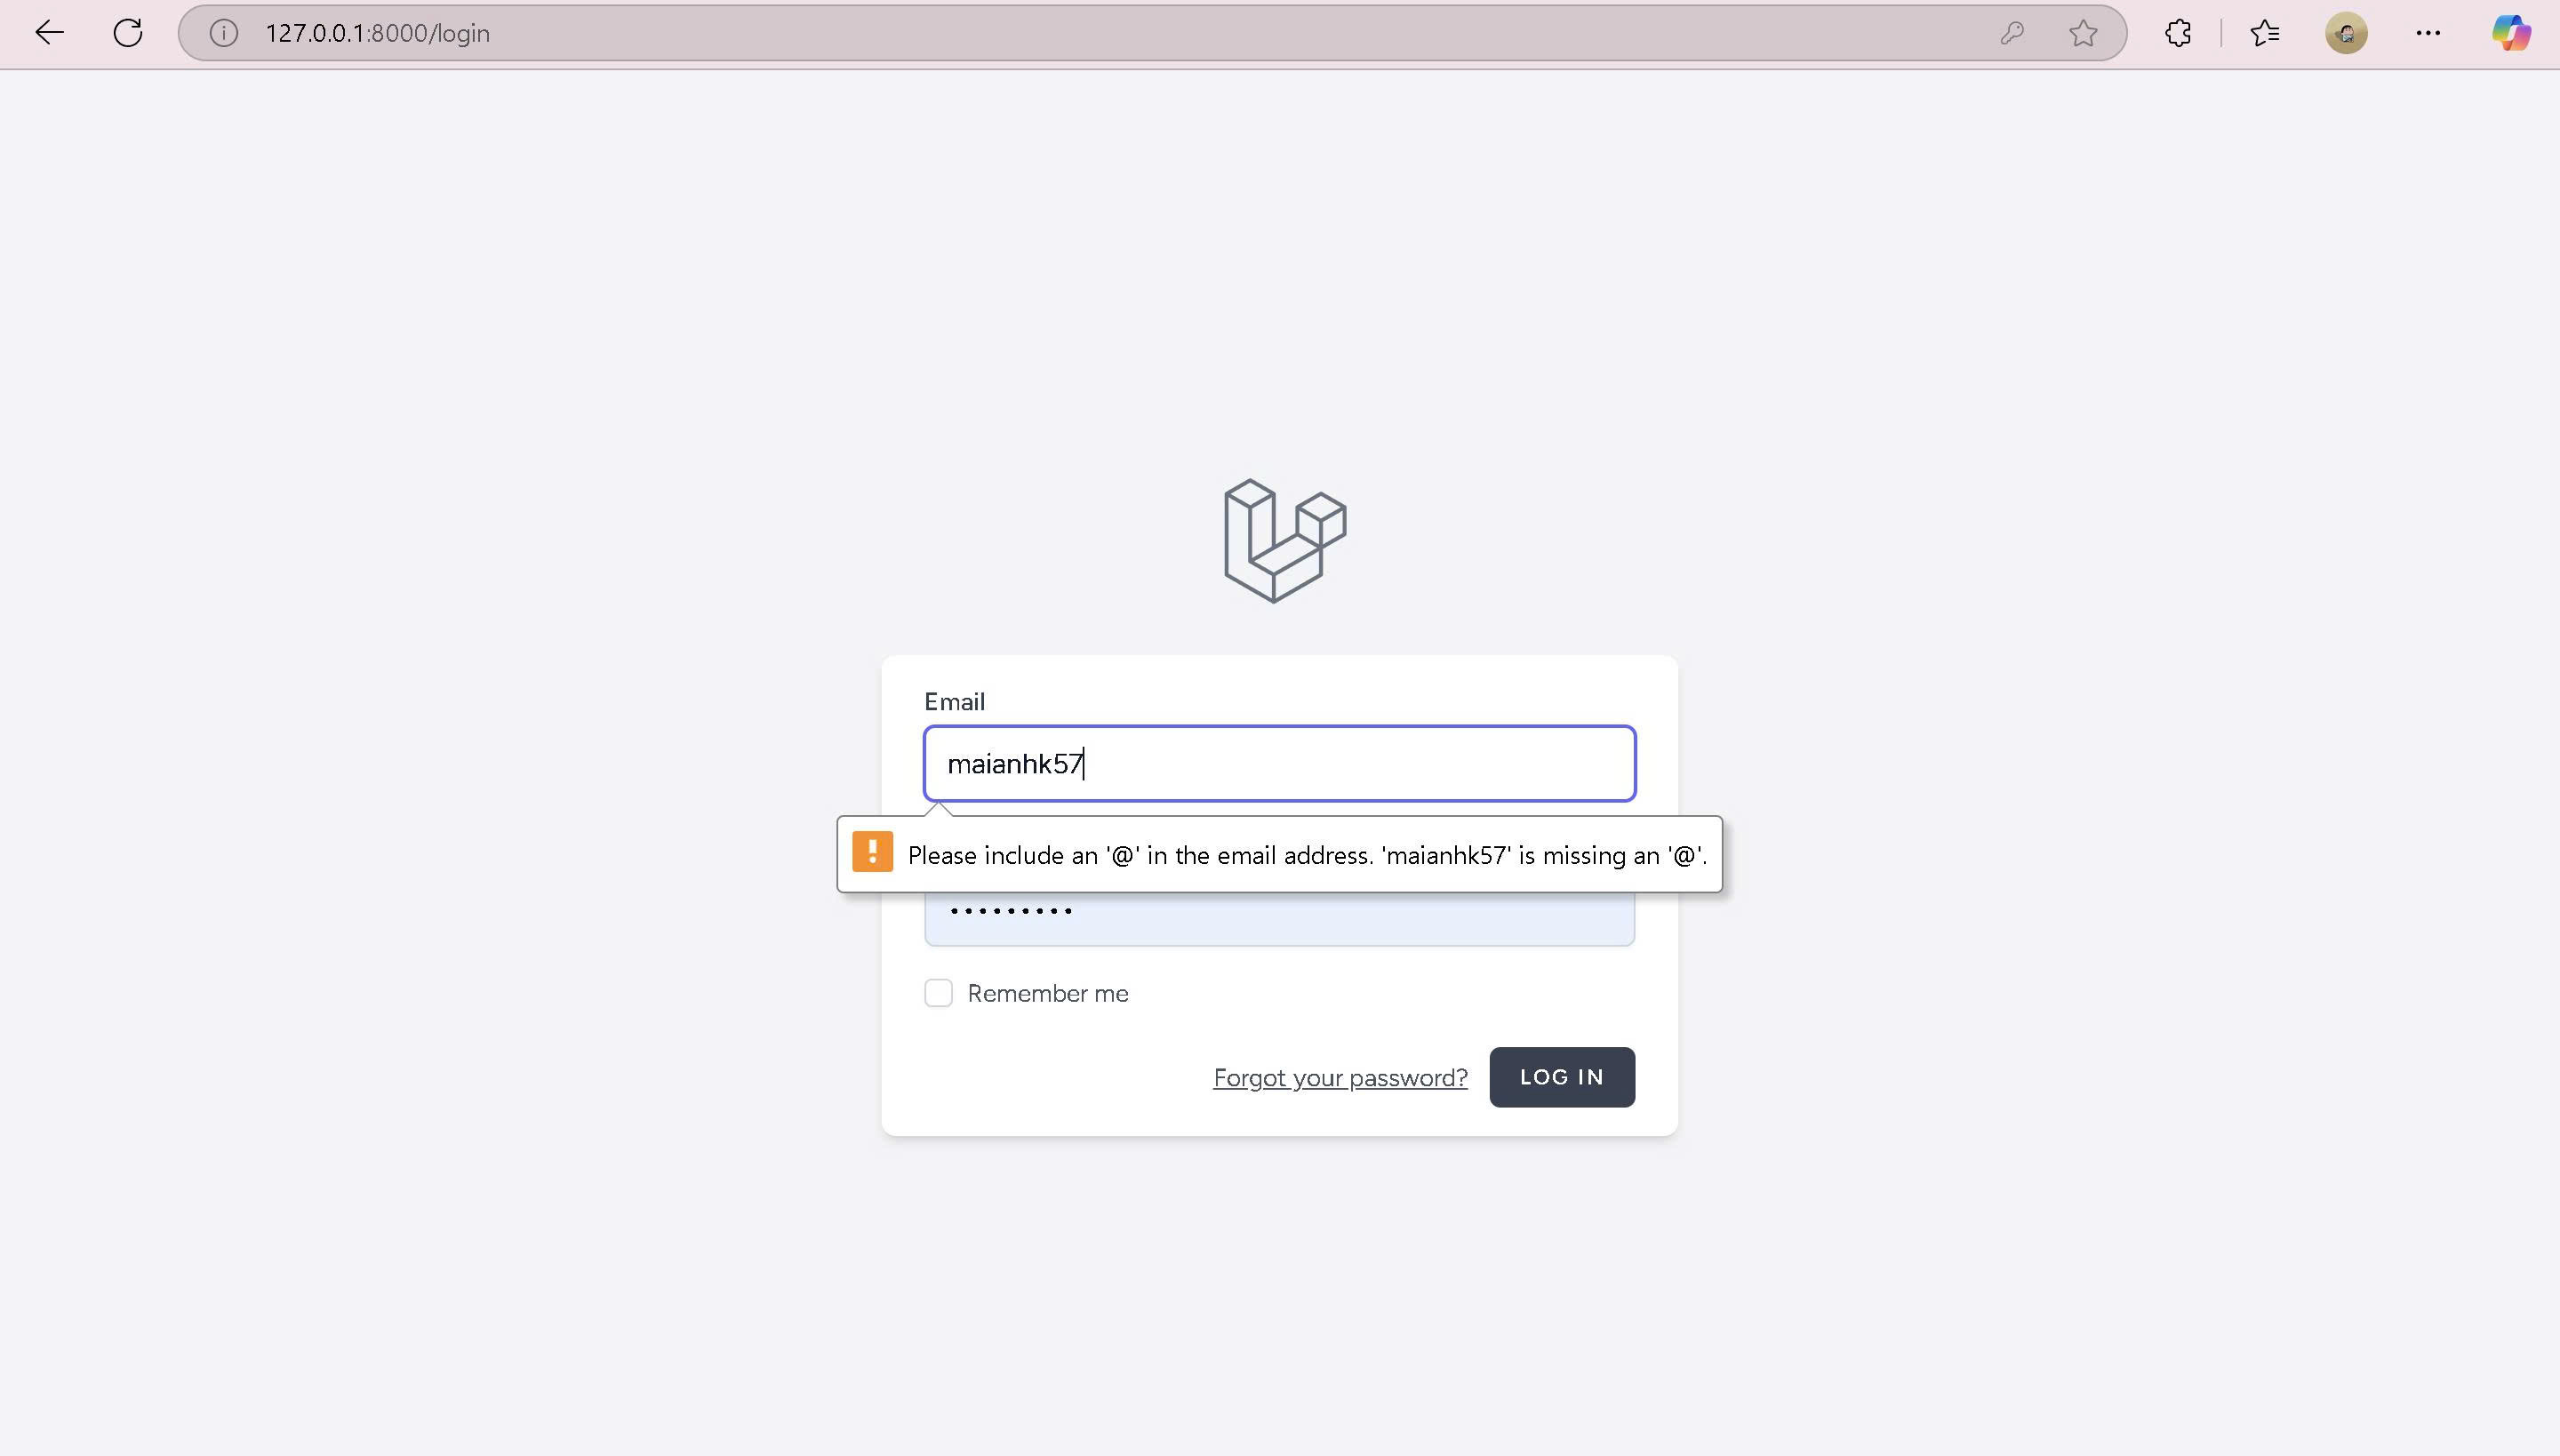 127.0.0.1:8000/login
Email
maianhk57
Please include an '@' in the email address. 'maianhk57' is missing an '@'.
Remember me
Forgot your password?
LOG IN